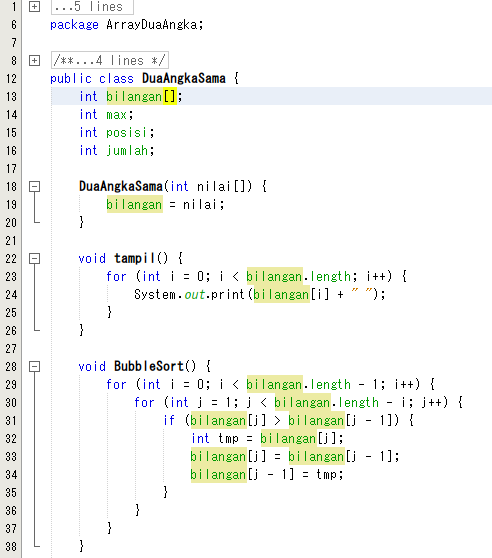 1 ...5 lines
6 package ArrayDuaAngka;
7
8 /**...4 lines */
12 public class DuaAngkaSama {
13 int bilangan[];
14 int max;
15 int posisi;
16 int jumlah;
17
18 DuaAngkaSama(int nilai[]) {
19 bilangan = nilai;
20 }
21
22 void tampil() {
23 for (int i = 0; i < bilangan.length; i++) {
24 System.out.print(bilangan[i] + " ");
25 }
26 }
27
28 void BubbleSort() {
29 for (int i = 0; i < bilangan.length - 1; i++) {
30 for (int j = 1; j < bilangan.length - i; j++) {
31 if (bilangan[j] > bilangan[j - 1]) {
32 int tmp = bilangan[j];
33 bilangan[j] = bilangan[j - 1];
34 bilangan[j - 1] = tmp;
35 }
36 }
37 }
38 }